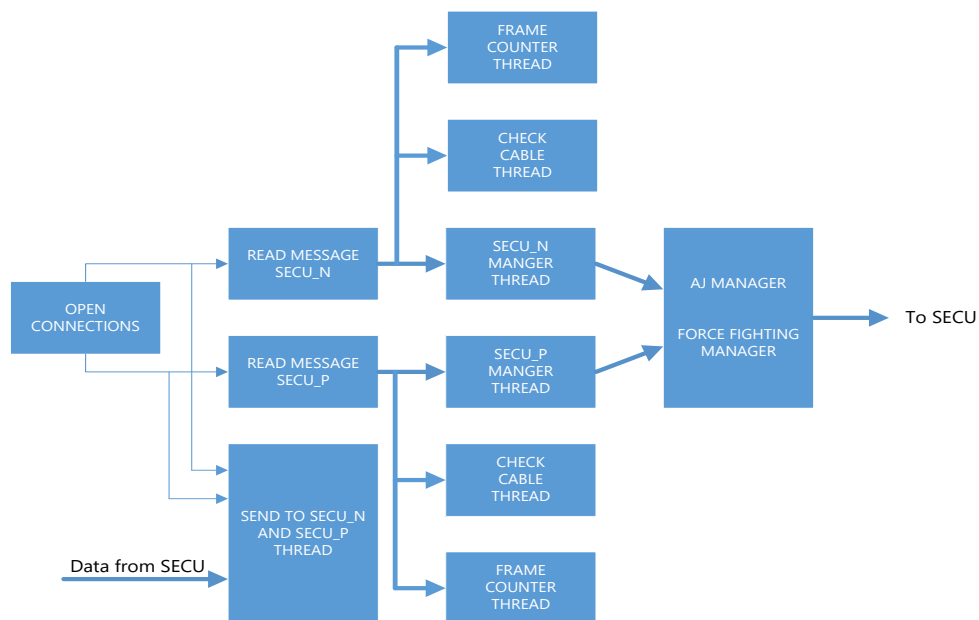 FRAME
COUNTER
THREAD
CHECK
CABLE
THREAD
READ MESSAGE
SECU_N
SECU_N
MANGER
THREAD
OPEN
CONNECTIONS
AJ MANAGER
FORCE FIGHTING
MANAGER
To SECU
READ MESSAGE
SECU_P
SECU_P
MANGER
THREAD
SEND TO SECU_N
AND SECU_P
THREAD
CHECK
CABLE
THREAD
Data from SECU
FRAME
COUNTER
THREAD